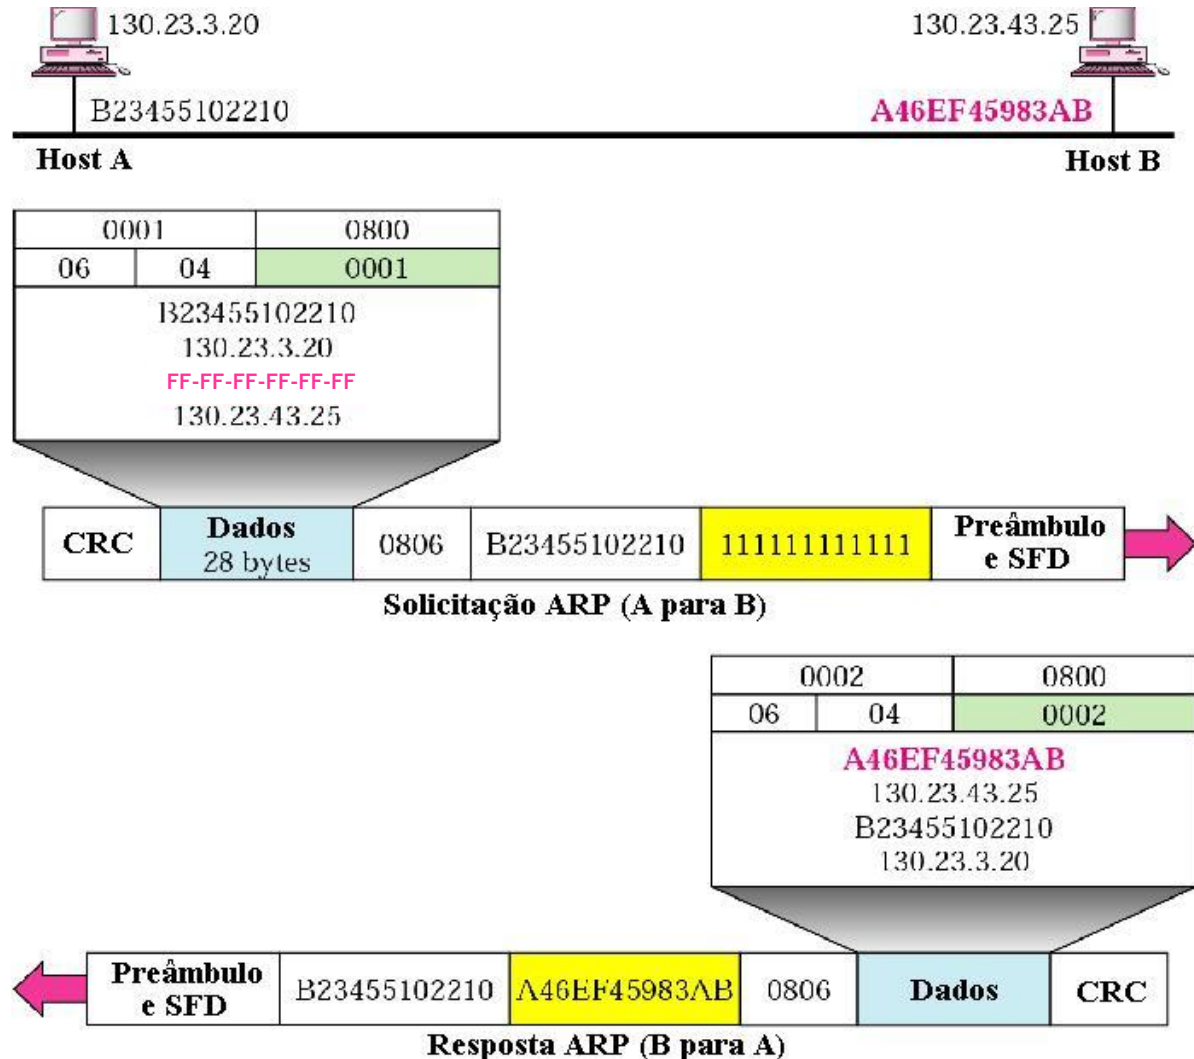 130.23.3.20
130.23.43.25
B23455102210
A46EF45983AB
Host A
Host B
0001 0800
06 04 0001
B23455102210
130.23.3.20
FF-FF-FF-FF-FF-FF
130.23.43.25
CRC
Dados
28 bytes
0806
B23455102210
111111111111
Preâmbulo
e SFD
Solicitação ARP (A para B)
0002 0800
06 04 0002
A46EF45983AB
130.23.43.25
B23455102210
130.23.3.20
Preâmbulo
e SFD
B23455102210
A46EF45983AB
0806
Dados
CRC
Resposta ARP (B para A)